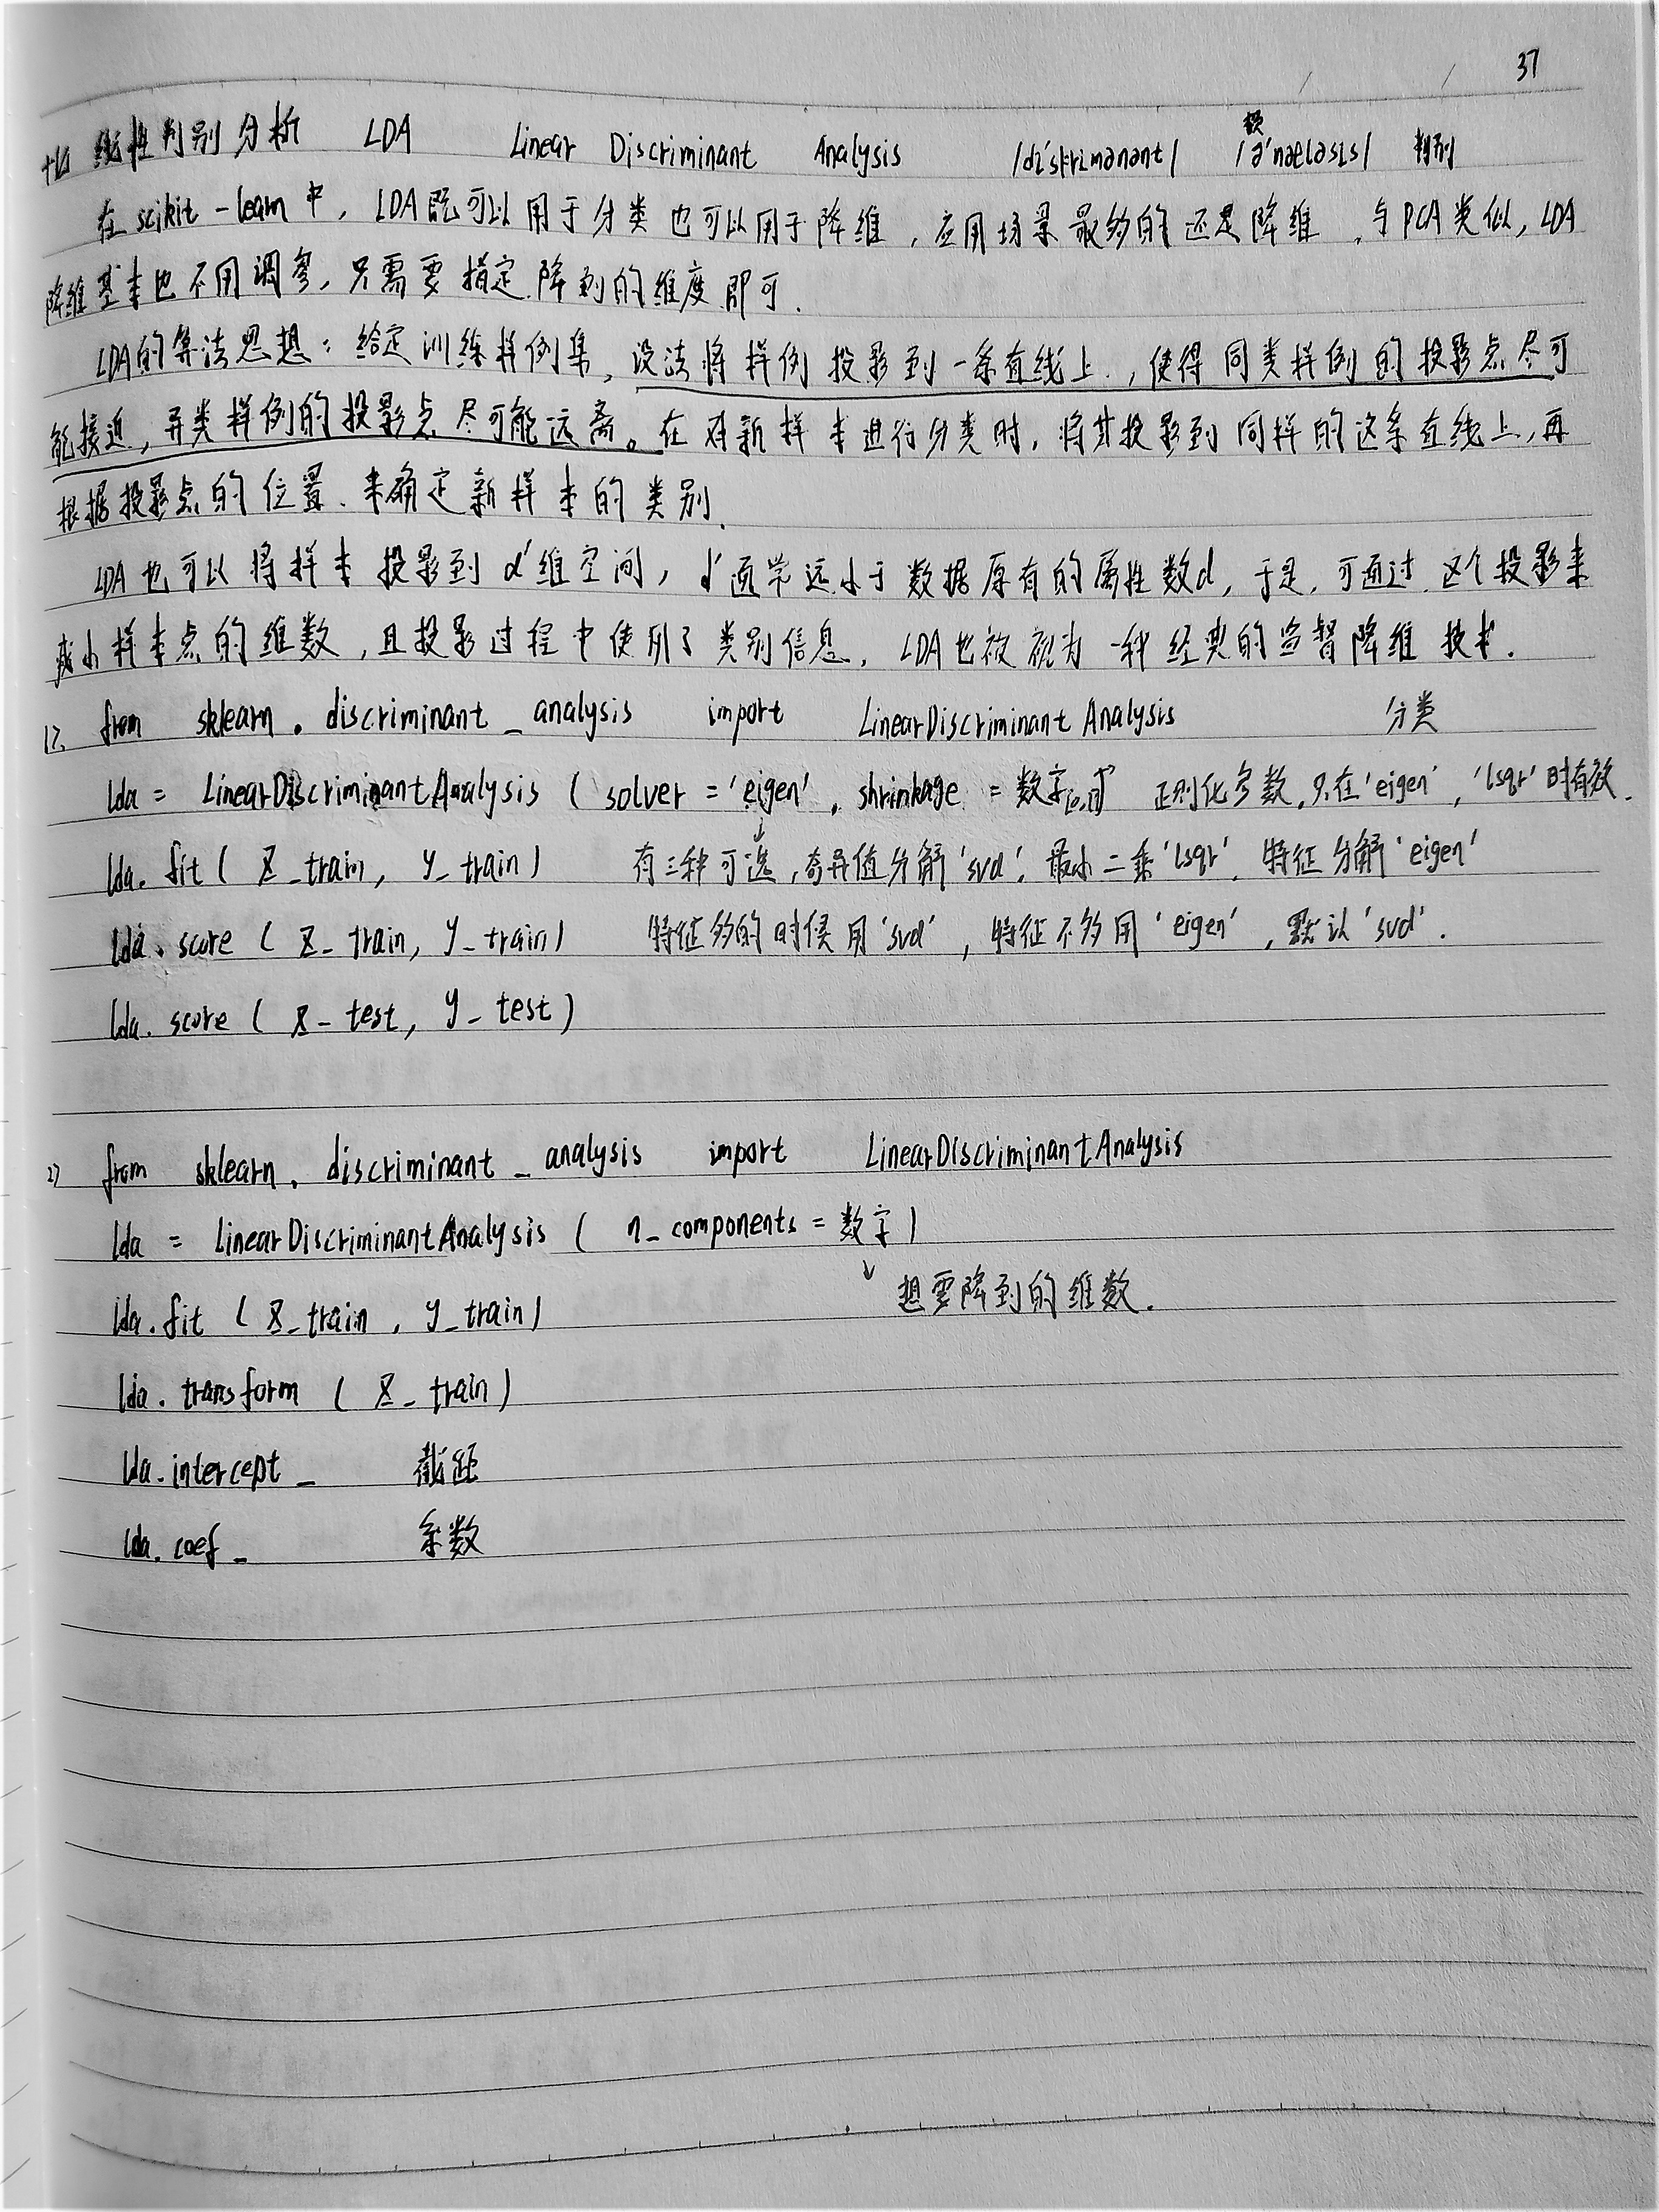 37
线性判别分析 LDA Linear Discriminant Analysis /di'skrimənənt/ /ə'næləsis/ 判别
在 scikit-learn 中，LDA 既可以用于分类也可以用于降维，应用场景最多的还是降维，与PCA类似，LDA
降维基本也不用调参，只需要指定降到的维度即可.
LDA的算法思想：给定训练样例集，设法将样例投影到一条直线上，使得同类样例的投影点尽可
能接近，异类样例的投影点尽可能远离。在对新样本进行分类时，将其投影到同样的这条直线上，再
根据投影点的位置来确定新样本的类别.
LDA也可以将样本投影到d'维空间，d'通常远小于数据原有的属性数d，于是，可通过这个投影来
减小样本点的维数，且投影过程中使用了类别信息，LDA也被视为一种经典的监督降维技术.
1) from sklearn.discriminant_analysis import LinearDiscriminantAnalysis 分类
lda = LinearDiscriminantAnalysis ( solver = 'eigen', shrinkage = 数字[0,1]) 正则化参数，只在'eigen'，'lsqr'时有效.
lda.fit ( X_train, y_train) 有三种可选，奇异值分解'svd'，最小二乘'lsqr'，特征分解'eigen'
lda.score ( X_train, y_train) 特征多的时候用'svd'，特征不多用'eigen'，默认'svd'.
lda.score ( X_test, y_test)
2) from sklearn.discriminant_analysis import LinearDiscriminantAnalysis
lda = LinearDiscriminantAnalysis ( n_components = 数字)
↓ 想要降到的维数.
lda.fit ( X_train, y_train)
lda.transform ( X_train)
lda.intercept_ 截距
lda.coef_ 系数